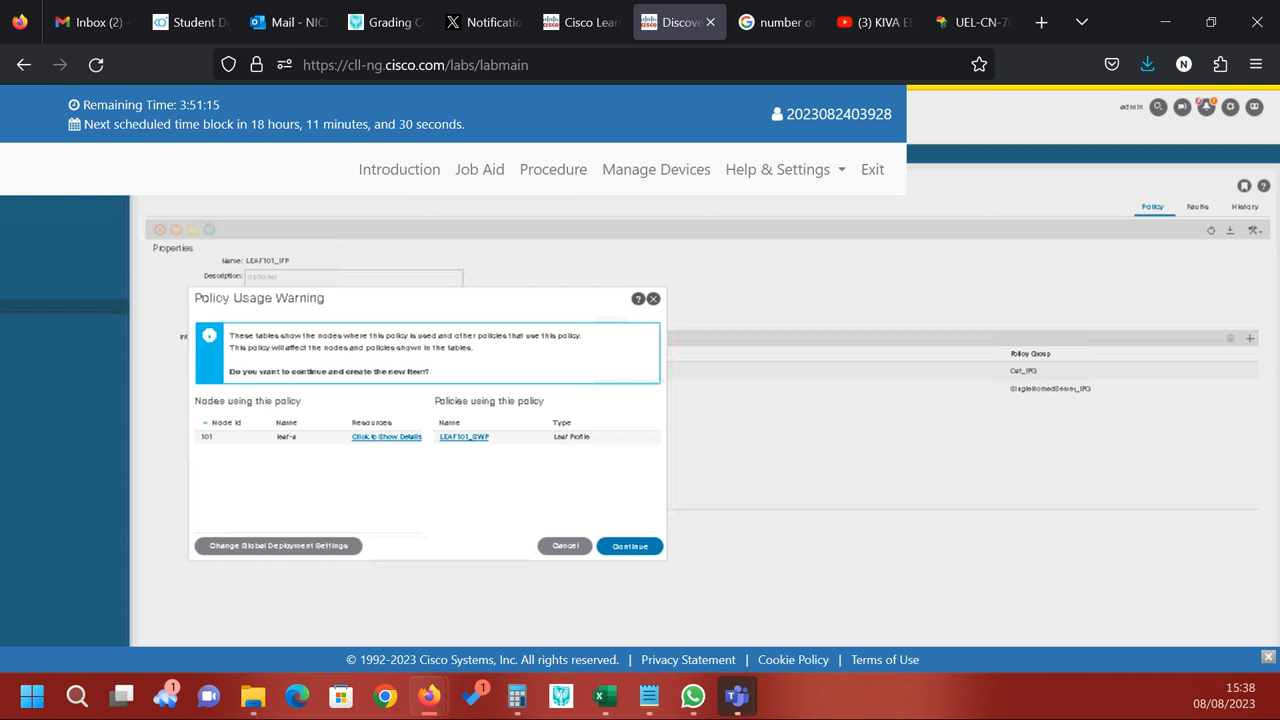 Inbox (2)
Student D
Mail - NIC
Grading C
Notificatio
Cisco Lear
Discove
number of
(3) KIVA E
UEL-CN-7
https://cll-ng.cisco.com/labs/labmain
N
Remaining Time: 3:51:15
Next scheduled time block in 18 hours, 11 minutes, and 30 seconds.
2023082403928
admin
Introduction
Job Aid
Procedure
Manage Devices
Help & Settings
Exit
Policy
Faults
History
Properties
Name: LEAF101_IFP
Description: optional
Policy Usage Warning
These tables show the nodes where this policy is used and other policies that use this policy.
This policy will affect the nodes and policies shown in the tables.
Do you want to continue and create the new item?
Policy Group
Cat_IPG
SingleHomedServer_IPG
Nodes using this policy
Policies using this policy
Node Id
Name
Resources
Name
Type
101
leaf-a
Click to Show Details
LEAF101_SWP
Leaf Profile
Change Global Deployment Settings
Cancel
Continue
© 1992-2023 Cisco Systems, Inc. All rights reserved. | Privacy Statement | Cookie Policy | Terms of Use
1
1
15:38
08/08/2023